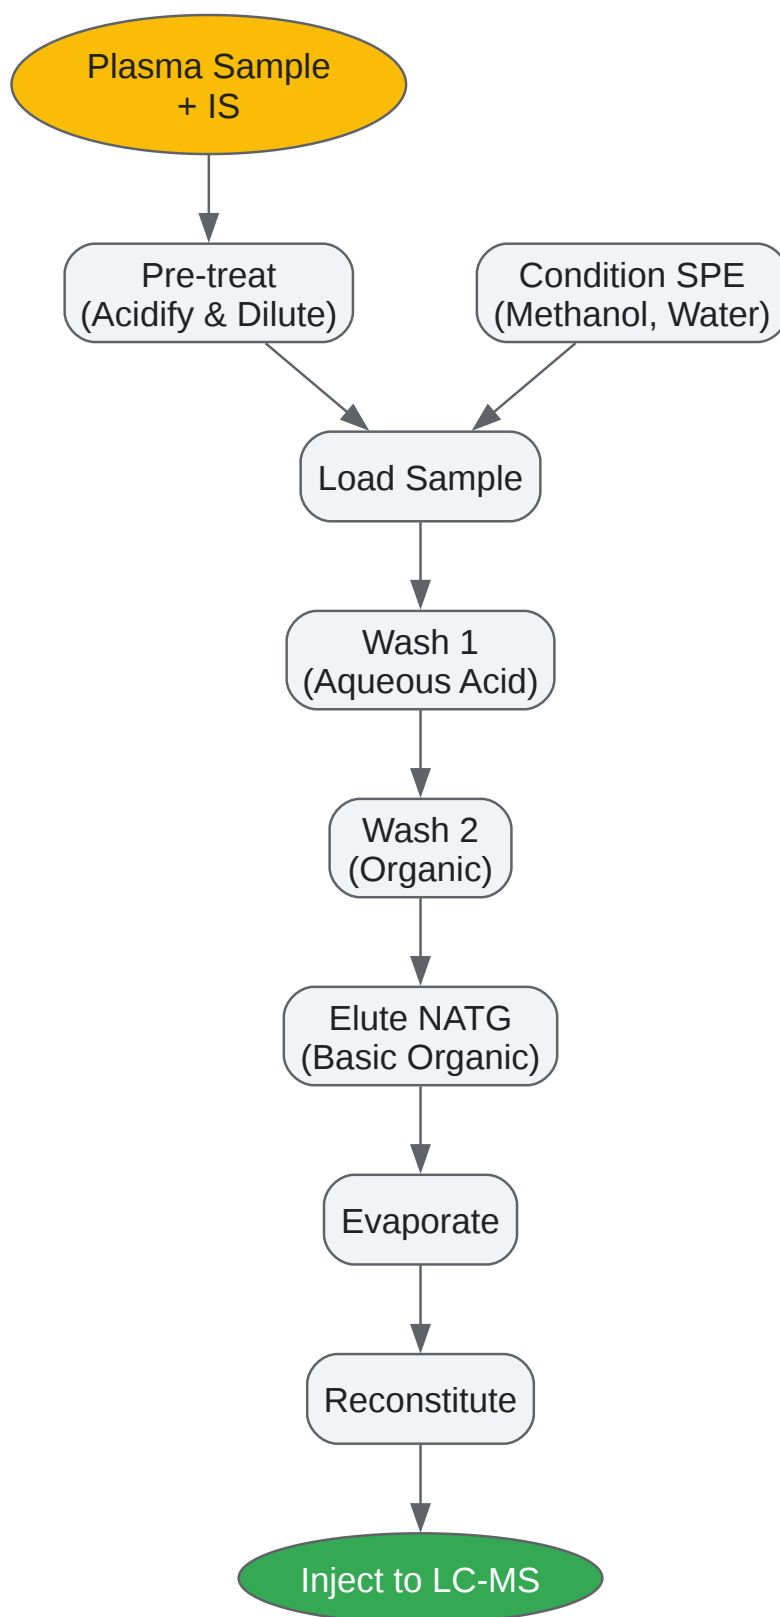 Plasma Sample
+ IS
Pre-treat
(Acidify & Dilute)
Condition SPE
(Methanol, Water)
Load Sample
Wash 1
(Aqueous Acid)
Wash 2
(Organic)
Elute NATG
(Basic Organic)
Evaporate
Reconstitute
Inject to LC-MS